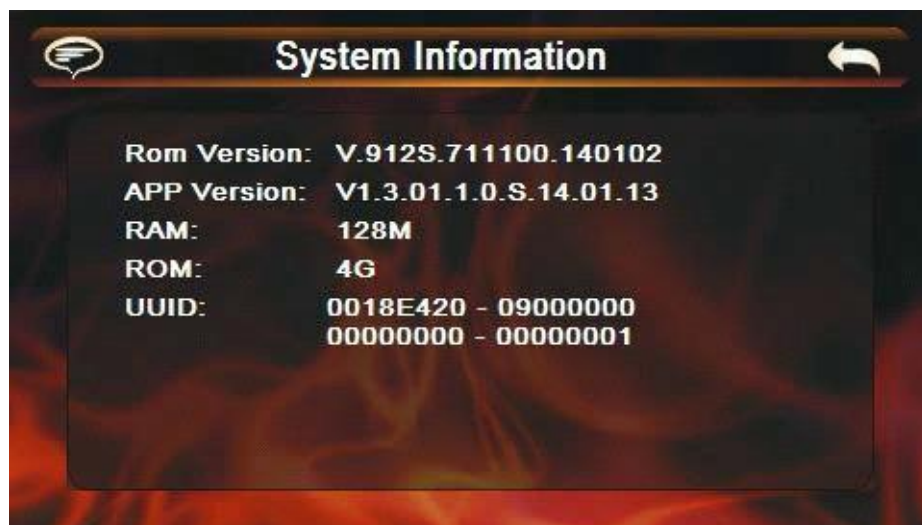 System Information
Rom Version: V.912S.711100.140102
APP Version: V1.3.01.1.0.S.14.01.13
RAM: 128M
ROM: 4G
UUID: 0018E420 - 09000000
00000000 - 00000001